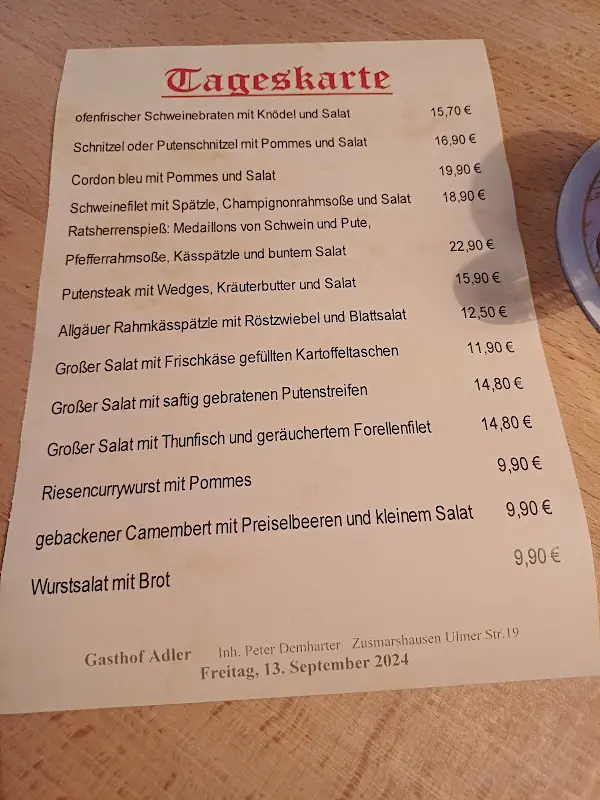 Tageskarte
ofenfrischer Schweinebraten mit Knödel und Salat 15,70 €
Schnitzel oder Putenschnitzel mit Pommes und Salat 16,90 €
Cordon bleu mit Pommes und Salat 19,90 €
Schweinefilet mit Spätzle, Champignonrahmsoße und Salat 18,90 €
Ratsherrenspieß: Medaillons von Schwein und Pute,
Pfefferrahmsoße, Kässpätzle und buntem Salat 22,90 €
Putensteak mit Wedges, Kräuterbutter und Salat 15,90 €
Allgäuer Rahmkässpätzle mit Röstzwiebel und Blattsalat 12,50 €
Großer Salat mit Frischkäse gefüllten Kartoffeltaschen 11,90 €
Großer Salat mit saftig gebratenen Putenstreifen 14,80 €
Großer Salat mit Thunfisch und geräuchertem Forellenfilet 14,80 €
Riesencurrywurst mit Pommes 9,90 €
gebackener Camembert mit Preiselbeeren und kleinem Salat 9,90 €
Wurstsalat mit Brot 9,90 €
Gasthof Adler Inh. Peter Demharter Zusmarshausen Ulmer Str.19
Freitag, 13. September 2024